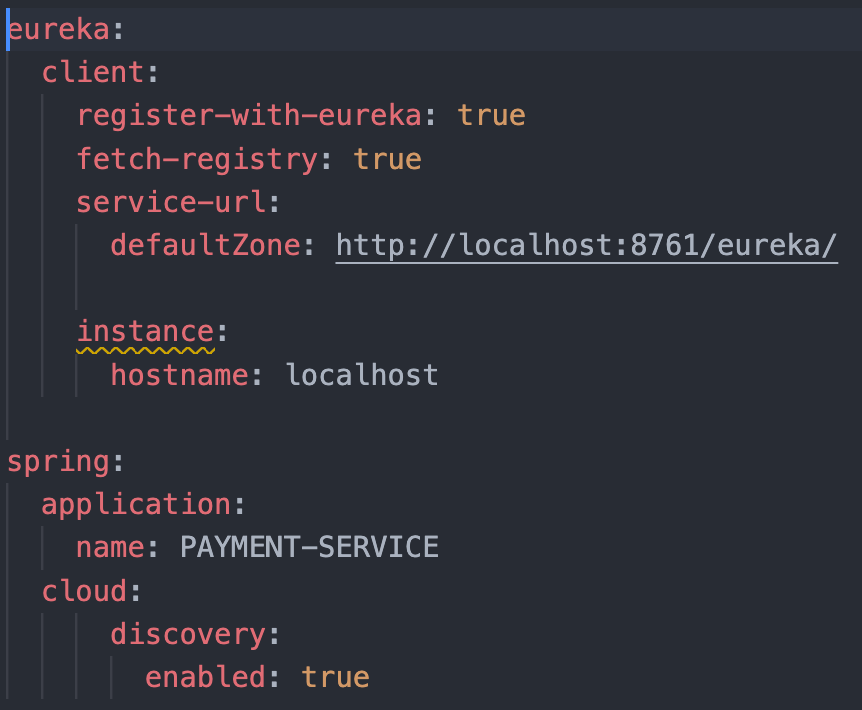 eureka:
  client:
    register-with-eureka: true
    fetch-registry: true
    service-url:
      defaultZone: http://localhost:8761/eureka/

    instance:
      hostname: localhost

spring:
  application:
    name: PAYMENT-SERVICE
  cloud:
      discovery:
        enabled: true